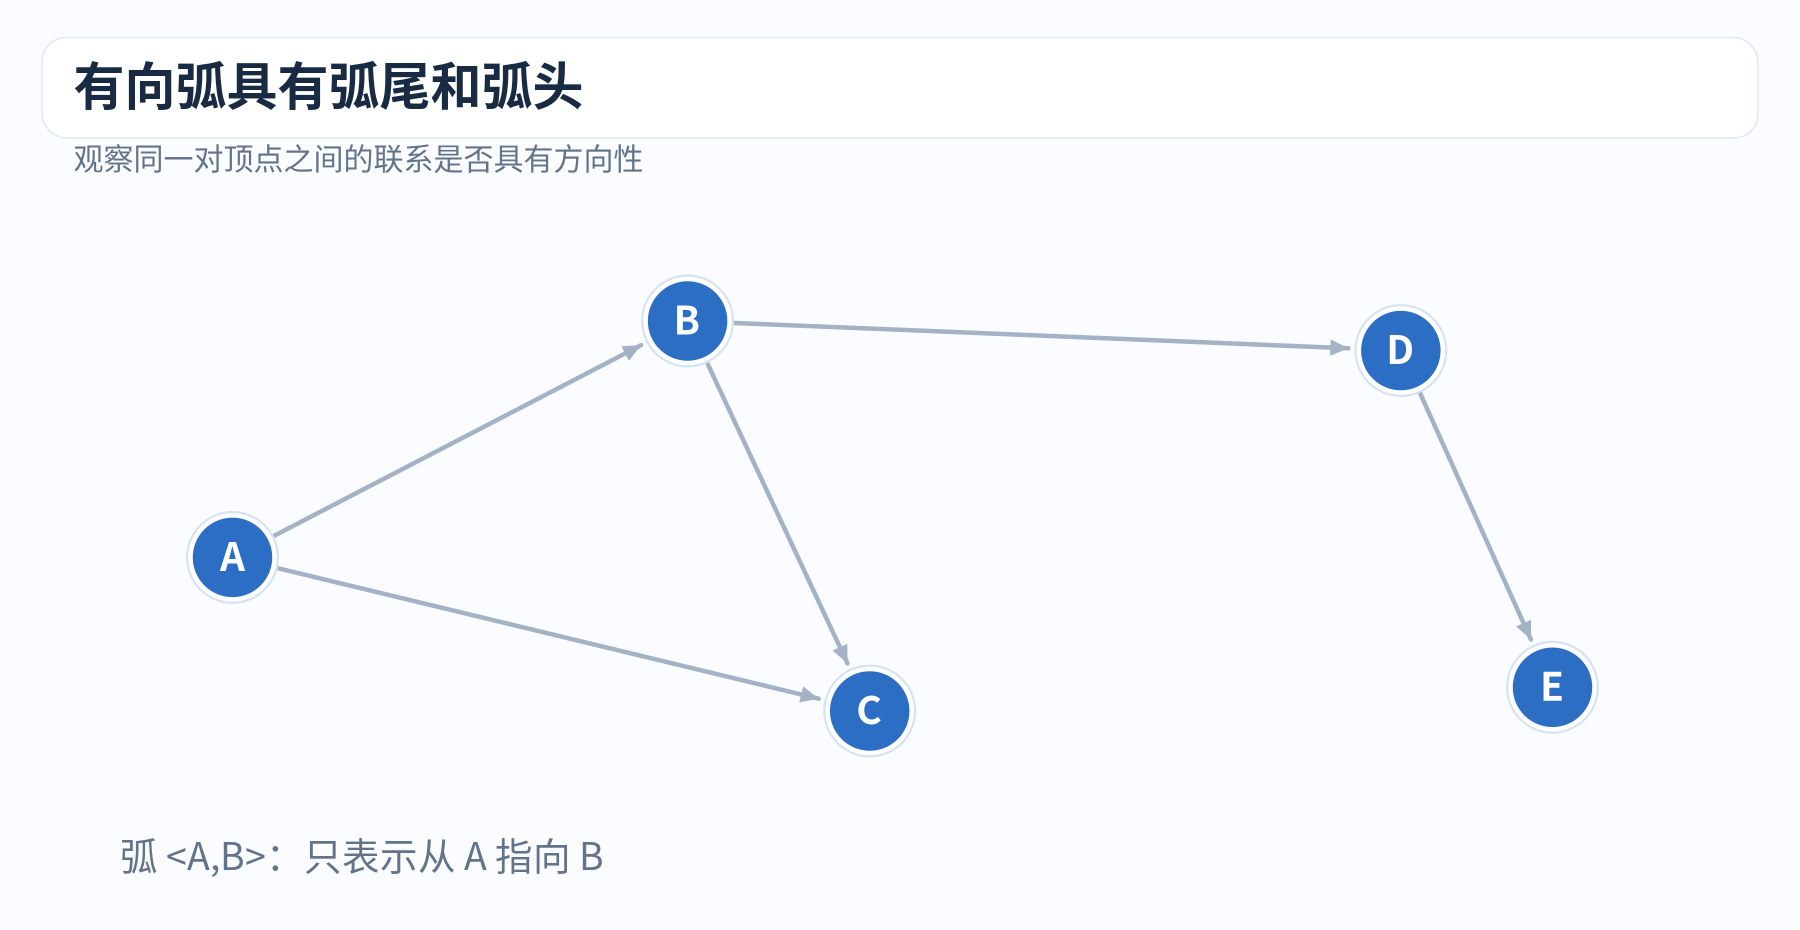 有向弧具有弧尾和弧头
观察同一对顶点之间的联系是否具有方向性
B
D
A
E
C
弧 <A,B>：只表示从 A 指向 B